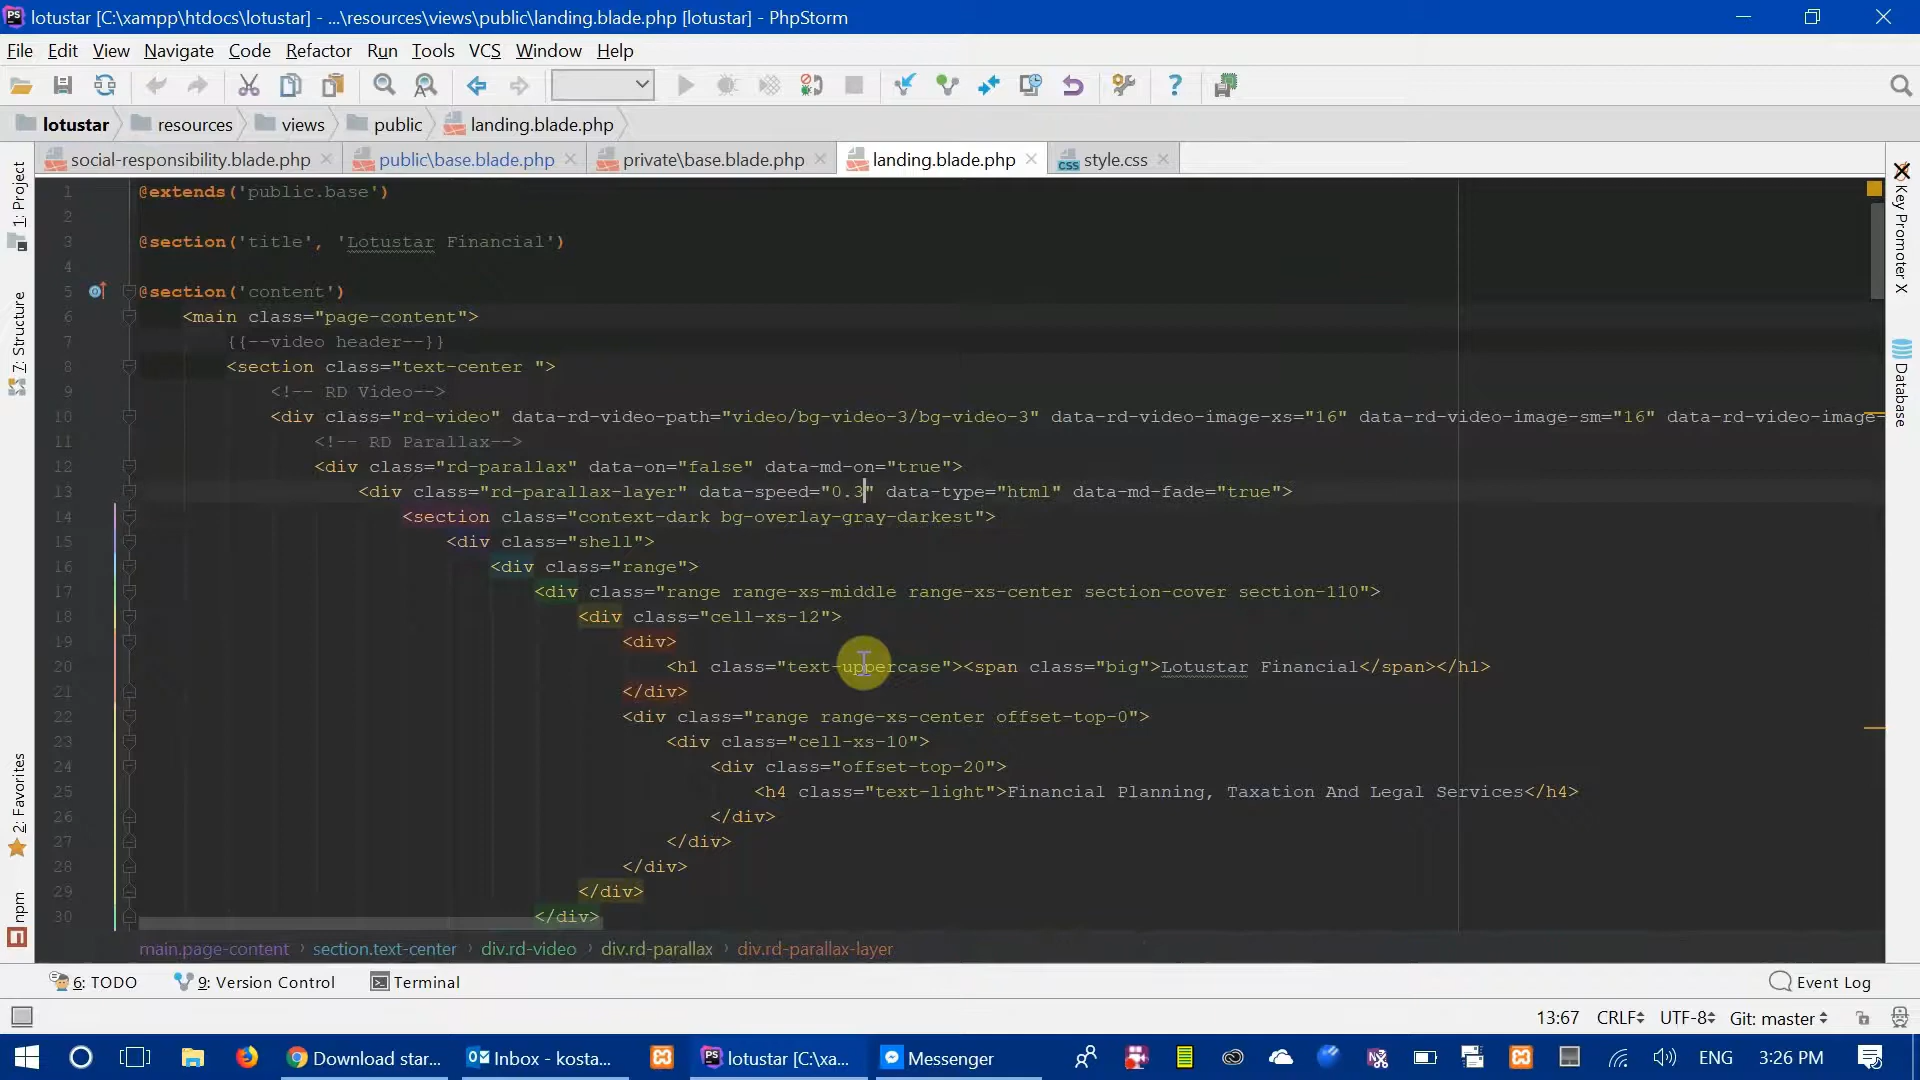 lotustar [C:\xampp\htdocs\lotustar] - ...\resources\views\public\landing.blade.php [lotustar] - PhpStorm
File Edit View Navigate Code Refactor Run Tools VCS Window Help
lotustar resources views public landing.blade.php
social-responsibility.blade.php public\base.blade.php private\base.blade.php landing.blade.php style.css
1: Project
7: Structure
2: Favorites
npm
1 @extends('public.base')
2
3 @section('title', 'Lotustar Financial')
4
5 @section('content')
6 <main class="page-content">
7 {{--video header--}}
8 <section class="text-center ">
9 <!-- RD Video-->
10 <div class="rd-video" data-rd-video-path="video/bg-video-3/bg-video-3" data-rd-video-image-xs="16" data-rd-video-image-sm="16" data-rd-video-image-
11 <!-- RD Parallax-->
12 <div class="rd-parallax" data-on="false" data-md-on="true">
13 <div class="rd-parallax-layer" data-speed="0.3" data-type="html" data-md-fade="true">
14 <section class="context-dark bg-overlay-gray-darkest">
15 <div class="shell">
16 <div class="range">
17 <div class="range range-xs-middle range-xs-center section-cover section-110">
18 <div class="cell-xs-12">
19 <div>
20 <h1 class="text-uppercase"><span class="big">Lotustar Financial</span></h1>
21 </div>
22 <div class="range range-xs-center offset-top-0">
23 <div class="cell-xs-10">
24 <div class="offset-top-20">
25 <h4 class="text-light">Financial Planning, Taxation And Legal Services</h4>
26 </div>
27 </div>
28 </div>
29 </div>
30 </div>
Key Promoter X
Database
main.page-content section.text-center div.rd-video div.rd-parallax div.rd-parallax-layer
6: TODO 9: Version Control Terminal Event Log
13:67 CRLF UTF-8 Git: master
Download star... Inbox - kosta... lotustar [C:\xa... Messenger ENG 3:26 PM